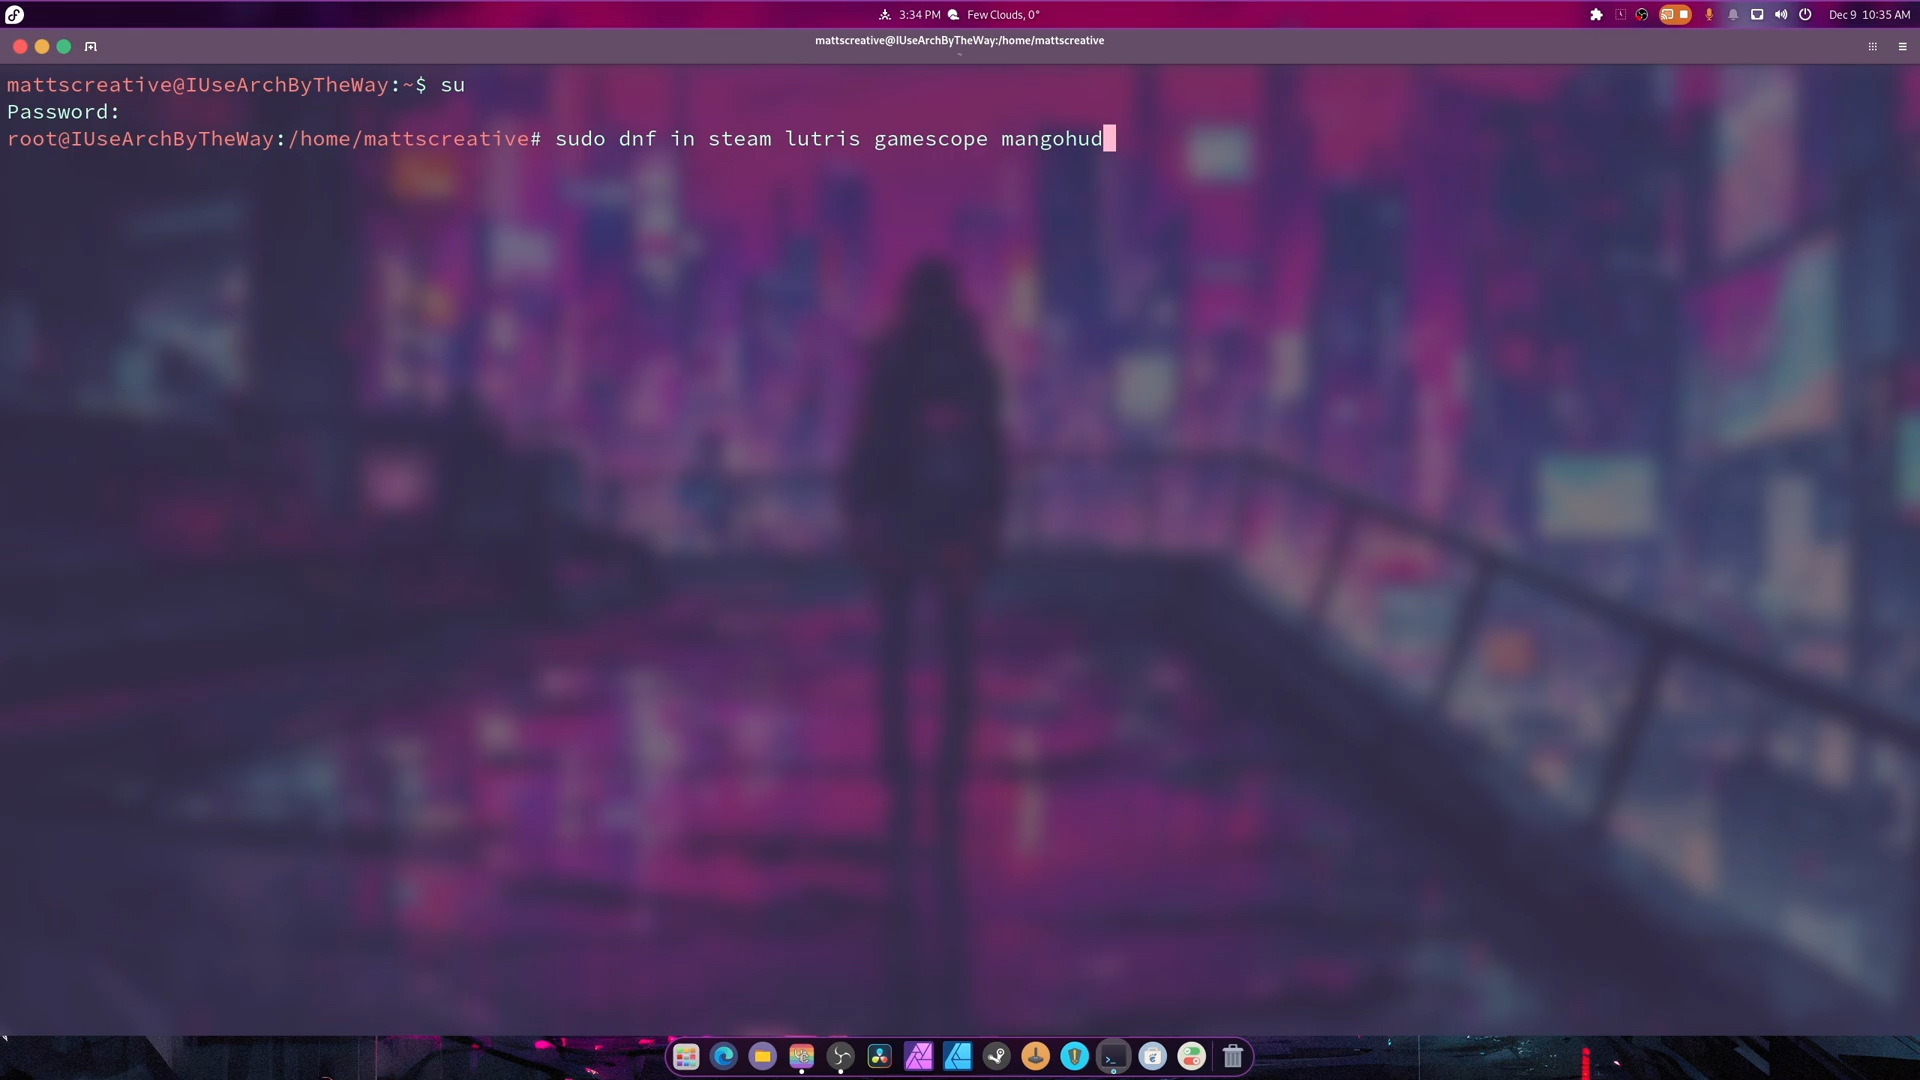 3:34 PM Few Clouds, 0° Dec 9 10:35 AM
mattscreative@IUseArchByTheWay:/home/mattscreative
~
mattscreative@IUseArchByTheWay:~$ su
Password:
root@IUseArchByTheWay:/home/mattscreative# sudo dnf in steam lutris gamescope mangohud